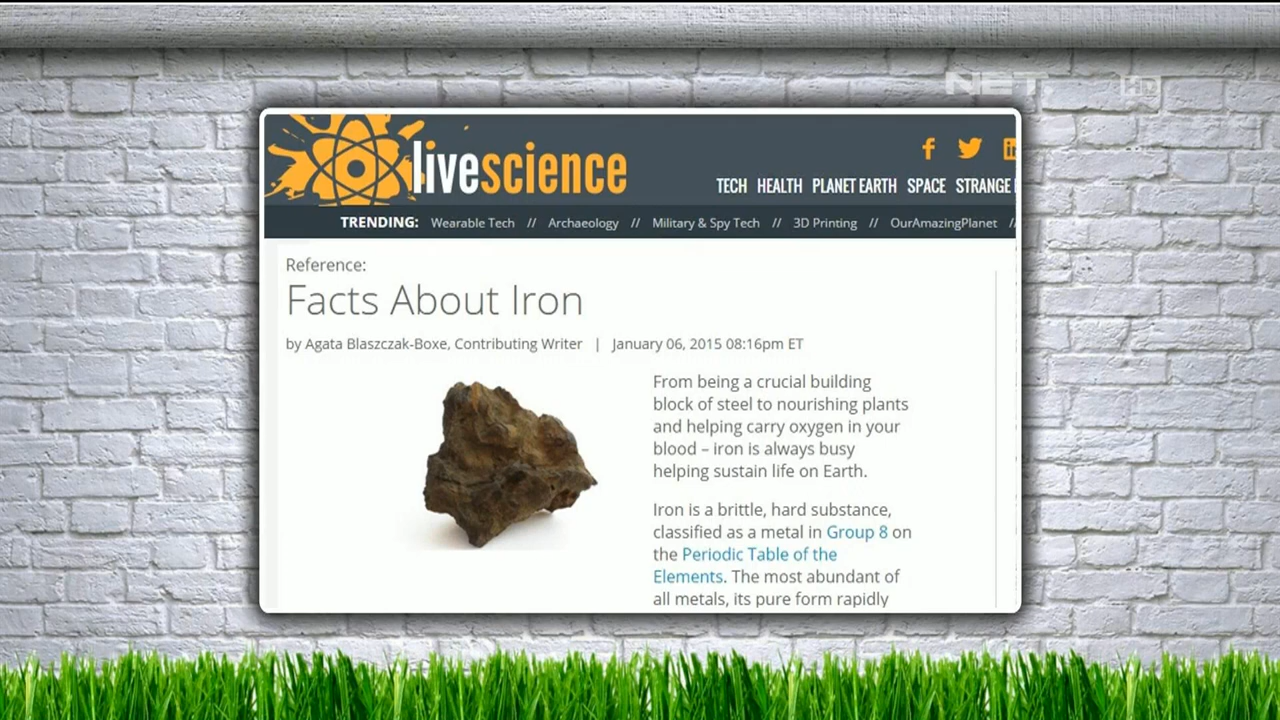 NET. HD
livescience
TECH HEALTH PLANET EARTH SPACE STRANGE
TRENDING: Wearable Tech // Archaeology // Military & Spy Tech // 3D Printing // OurAmazingPlanet //
Reference:
Facts About Iron
by Agata Blaszczak-Boxe, Contributing Writer | January 06, 2015 08:16pm ET
From being a crucial building
block of steel to nourishing plants
and helping carry oxygen in your
blood – iron is always busy
helping sustain life on Earth.
Iron is a brittle, hard substance,
classified as a metal in Group 8 on
the Periodic Table of the
Elements. The most abundant of
all metals, its pure form rapidly